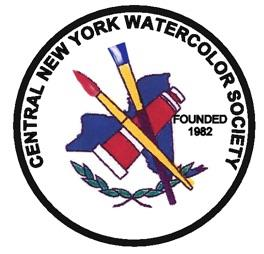 CENTRAL NEW YORK WATERCOLOR SOCIETY
FOUNDED
1982